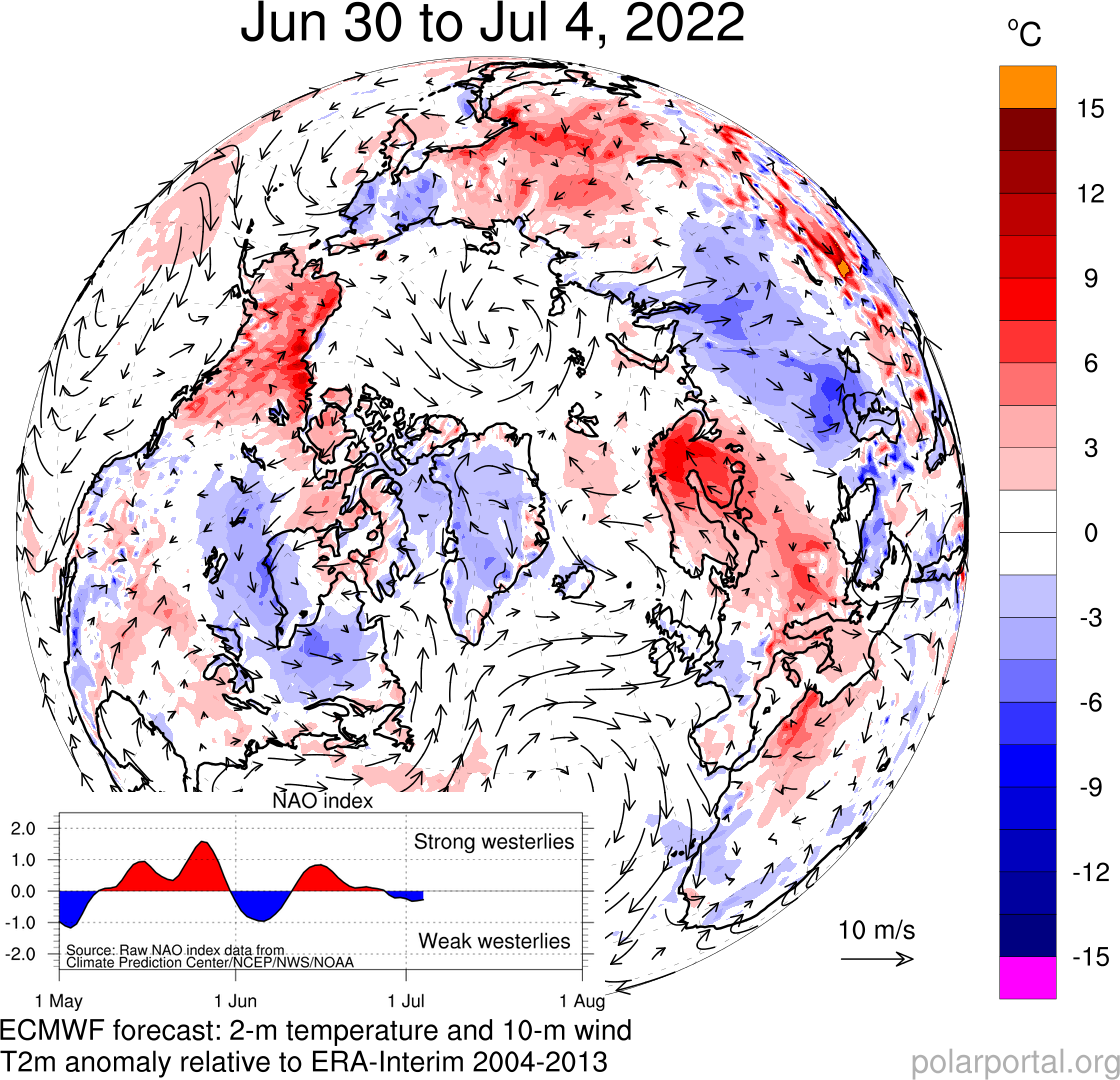 Jun 30 to Jul 4, 2022
°C
15
12
9
6
3
0
-3
-6
-9
-12
-15
10 m/s
NAO index
2.0
1.0
0.0
-1.0
-2.0
Strong westerlies
Weak westerlies
Source: Raw NAO index data from
Climate Prediction Center/NCEP/NWS/NOAA
1 May
1 Jun
1 Jul
1 Aug
ECMWF forecast: 2-m temperature and 10-m wind
T2m anomaly relative to ERA-Interim 2004-2013
polarportal.org